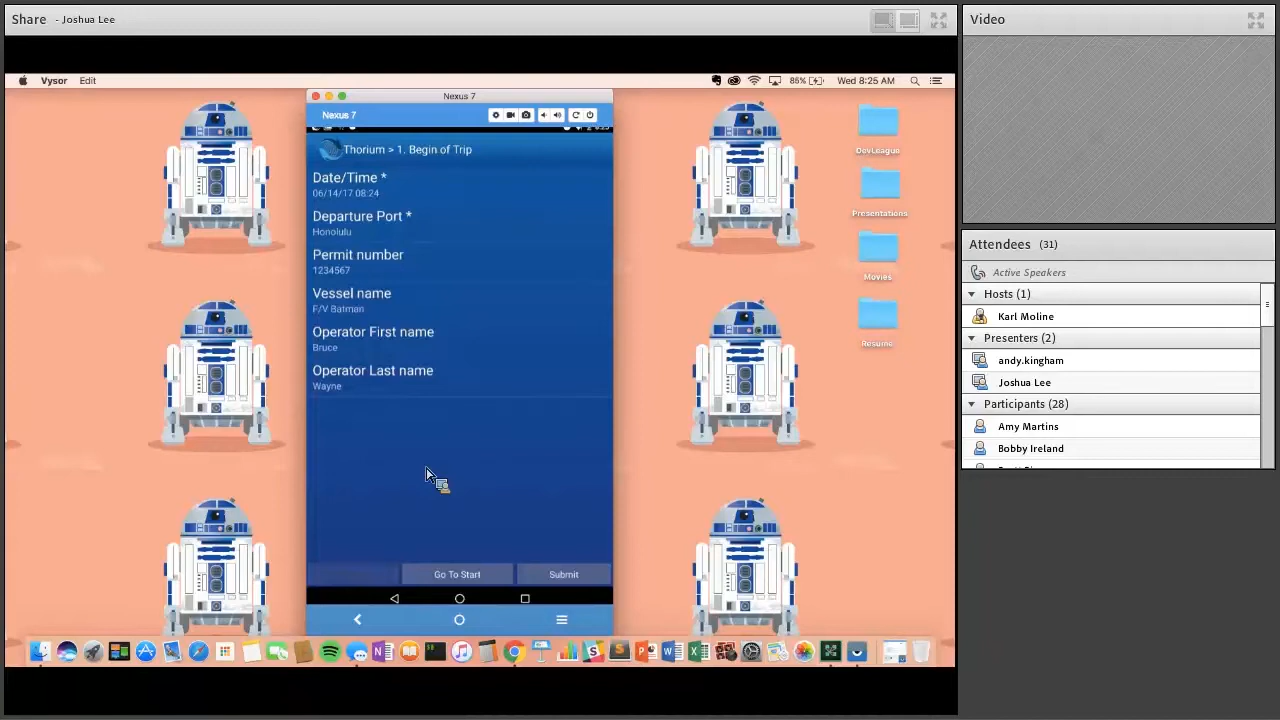 Share - Joshua Lee
Video
Vysor Edit
86%
Wed 8:25 AM
Nexus 7
Nexus 7
Thorium > 1. Begin of Trip
Date/Time *
06/14/17 08:24
Departure Port *
Honolulu
Permit number
1234567
Vessel name
F/V Batman
Operator First name
Bruce
Operator Last name
Wayne
Go To Start
Submit
DevLeague
Presentations
Movies
Resume
Attendees (31)
Active Speakers
Hosts (1)
Karl Moline
Presenters (2)
andy.kingham
Joshua Lee
Participants (28)
Amy Martins
Bobby Ireland